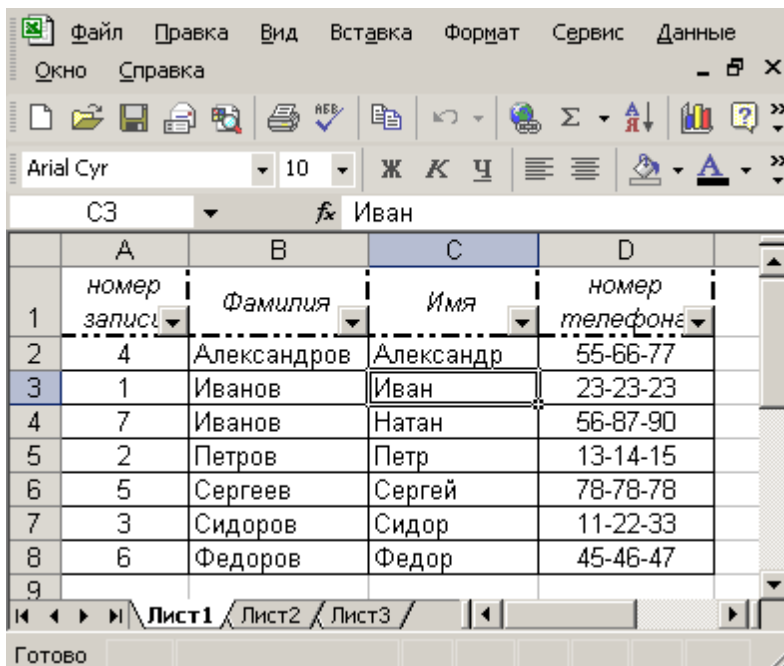 Файл Правка Вид Вставка Формат Сервис Данные
Окно Справка
Arial Cyr 10 Ж К Ч
C3 fx Иван
A B C D
1 номер записи Фамилия Имя номер телефона
2 4 Александров Александр 55-66-77
3 1 Иванов Иван 23-23-23
4 7 Иванов Натан 56-87-90
5 2 Петров Петр 13-14-15
6 5 Сергеев Сергей 78-78-78
7 3 Сидоров Сидор 11-22-33
8 6 Федоров Федор 45-46-47
9
Лист1 Лист2 Лист3
Готово